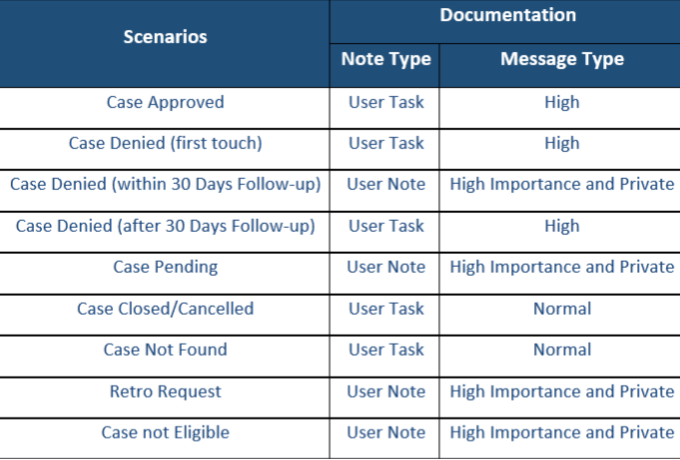 Scenarios
Documentation
Note Type Message Type
Case Approved User Task High
Case Denied (first touch) User Task High
Case Denied (within 30 Days Follow-up) User Note High Importance and Private
Case Denied (after 30 Days Follow-up) User Task High
Case Pending User Note High Importance and Private
Case Closed/Cancelled User Task Normal
Case Not Found User Task Normal
Retro Request User Note High Importance and Private
Case not Eligible User Note High Importance and Private